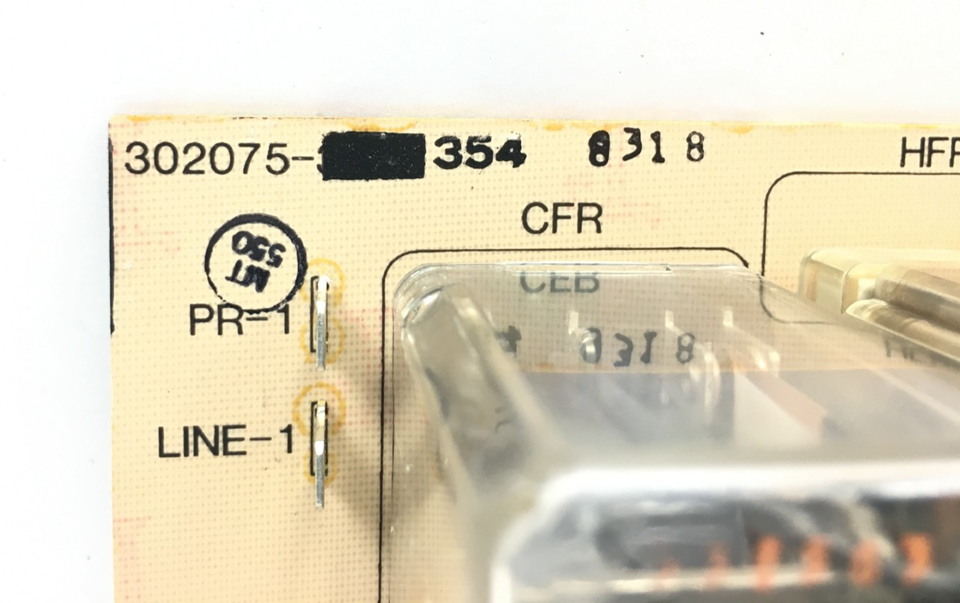 302075- 354 8318
HFR
CFR
MT
550
PR-1
LINE-1